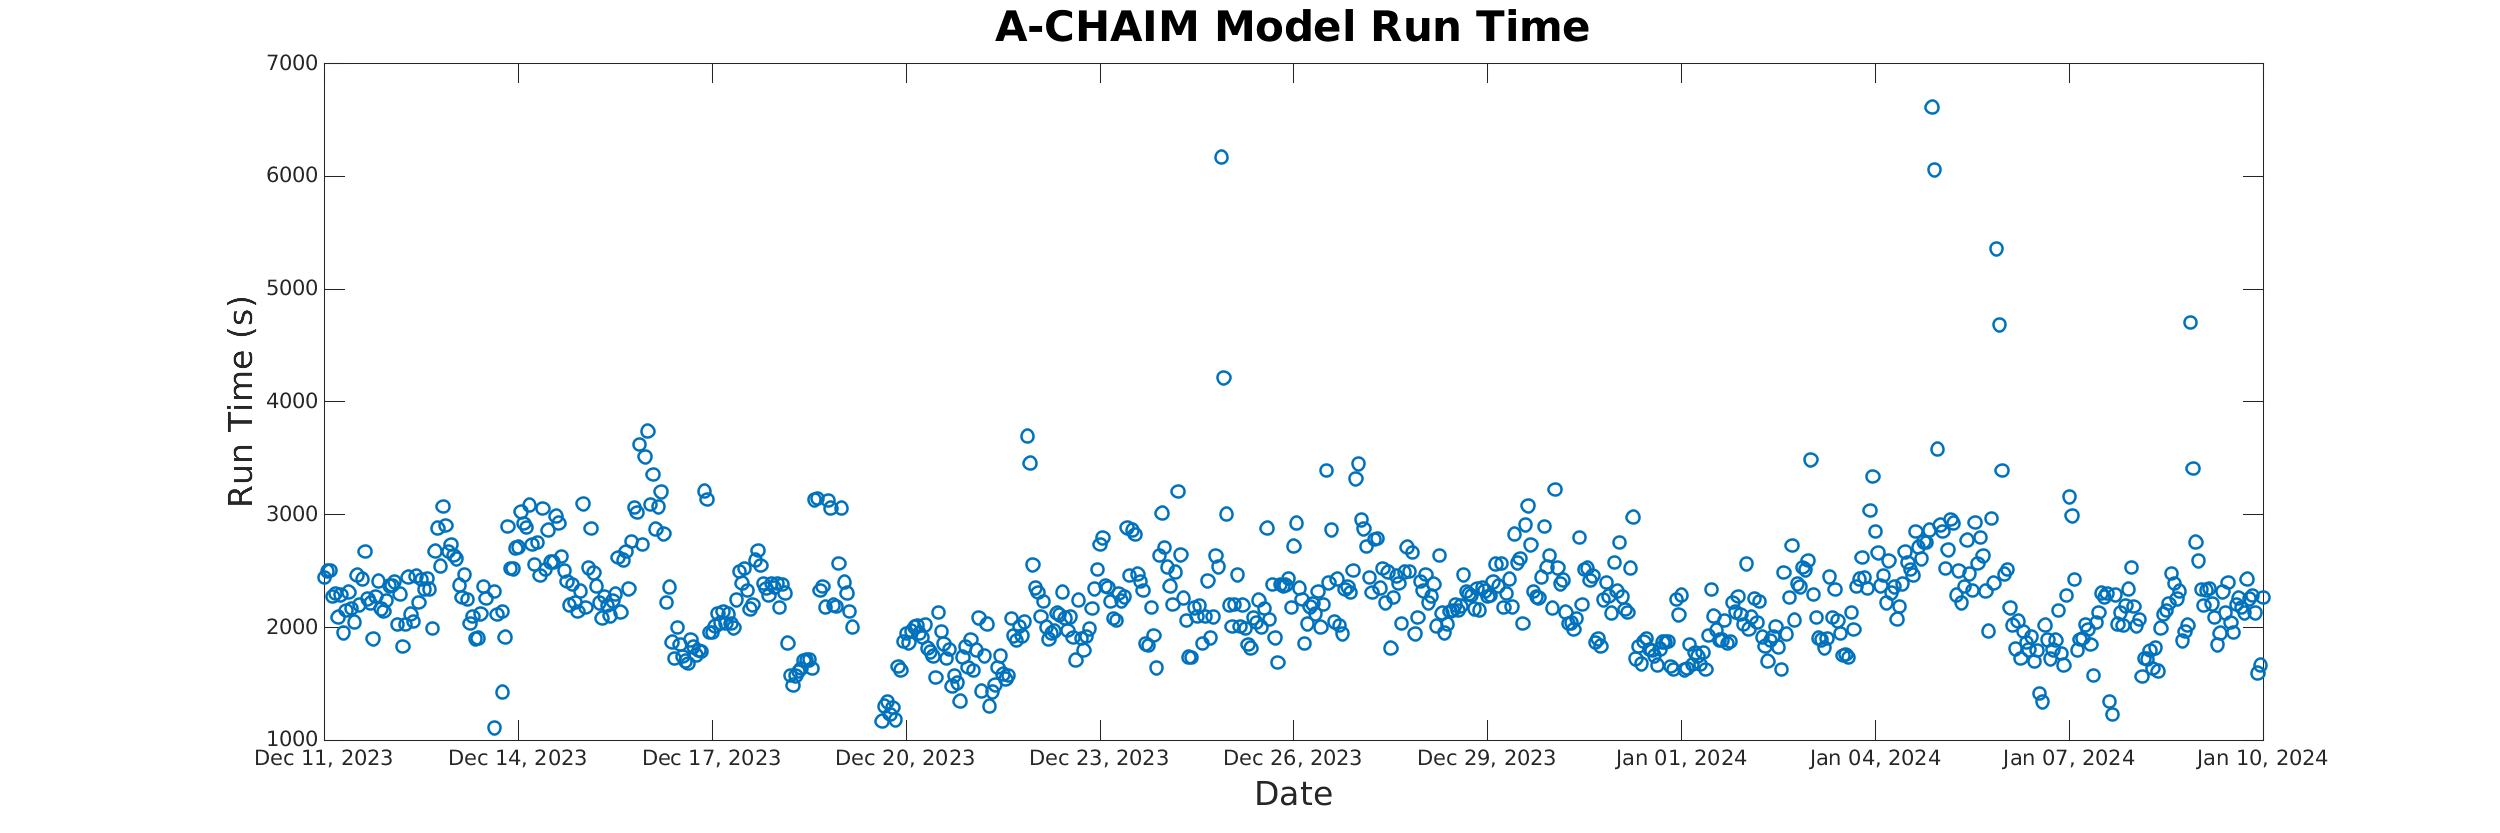 A-CHAIM Model Run Time
7000
6000
5000
4000
3000
2000
1000
Run Time (s)
Dec 11, 2023 Dec 14, 2023 Dec 17, 2023 Dec 20, 2023 Dec 23, 2023 Dec 26, 2023 Dec 29, 2023 Jan 01, 2024 Jan 04, 2024 Jan 07, 2024 Jan 10, 2024
Date